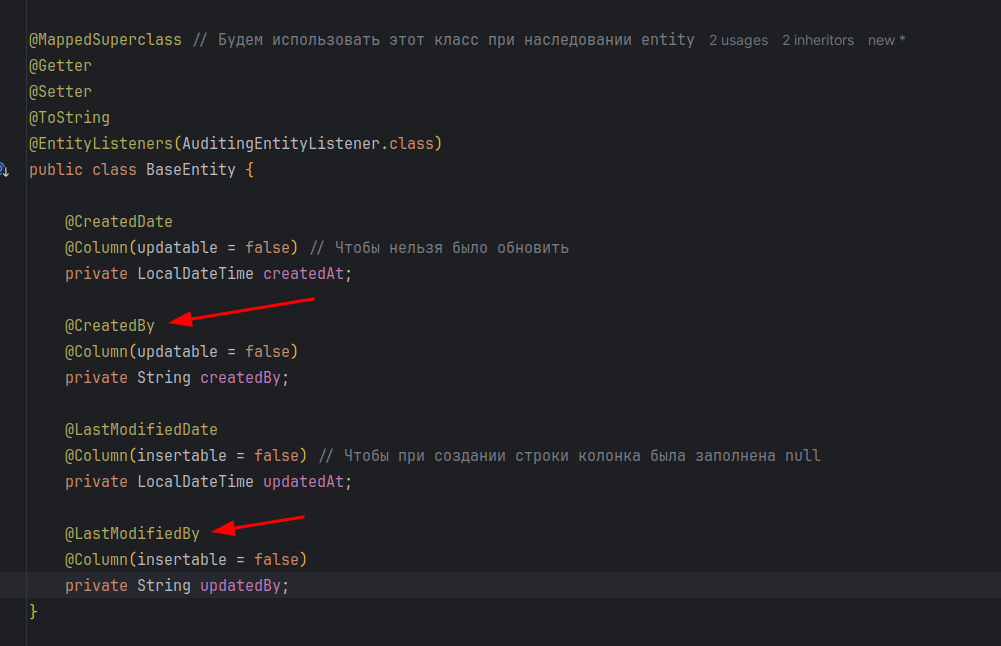 @MappedSuperclass // Будем использовать этот класс при наследовании entity 2 usages 2 inheritors new *
@Getter
@Setter
@ToString
@EntityListeners(AuditingEntityListener.class)
public class BaseEntity {
@CreatedDate
@Column(updatable = false) // Чтобы нельзя было обновить
private LocalDateTime createdAt;
@CreatedBy
@Column(updatable = false)
private String createdBy;
@LastModifiedDate
@Column(insertable = false) // Чтобы при создании строки колонка была заполнена null
private LocalDateTime updatedAt;
@LastModifiedBy
@Column(insertable = false)
private String updatedBy;
}